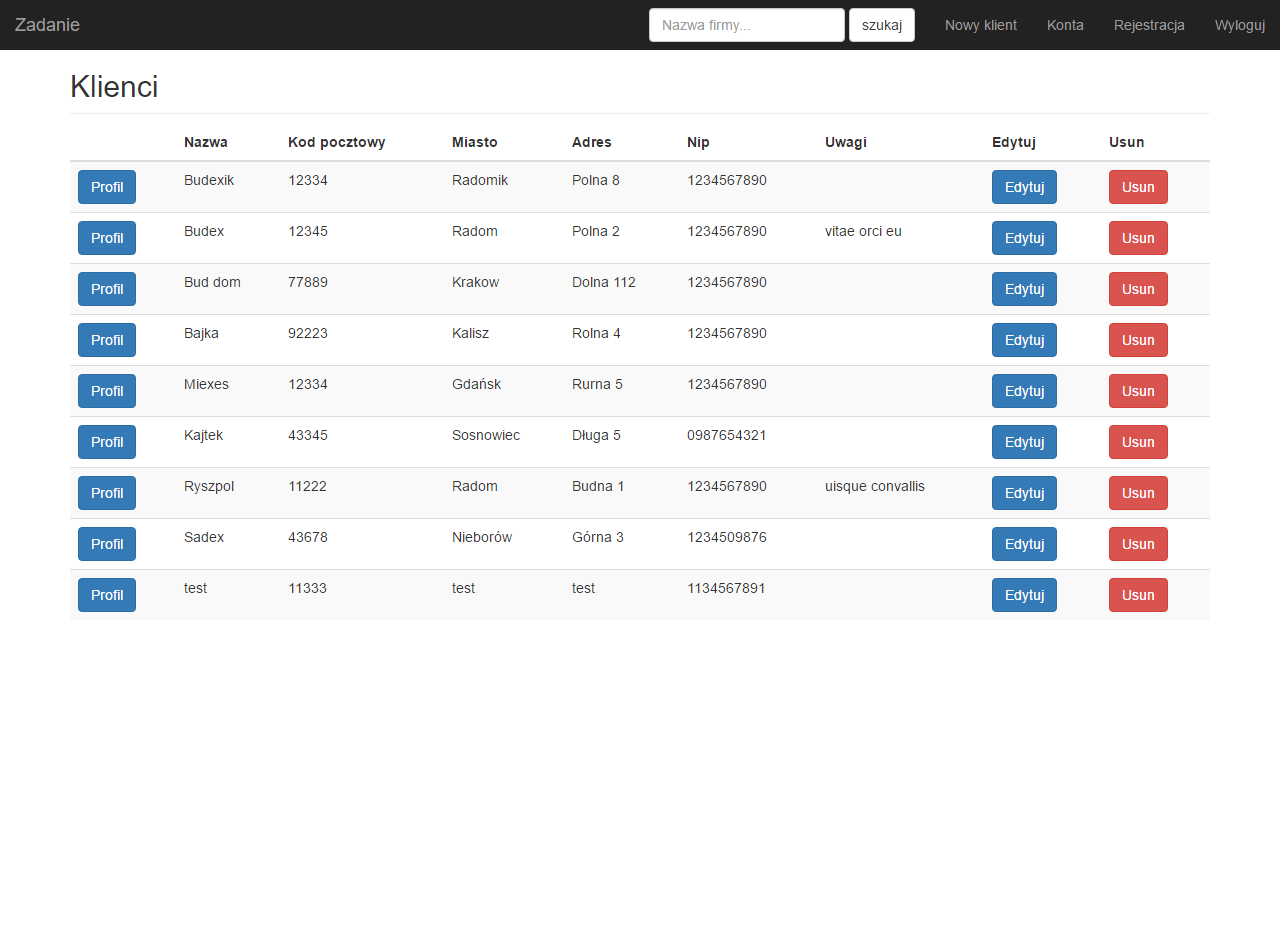 Zadanie Nazwa firmy... szukaj Nowy klient Konta Rejestracja Wyloguj
Klienci
Nazwa Kod pocztowy Miasto Adres Nip Uwagi Edytuj Usun
Profil Budexik 12334 Radomik Polna 8 1234567890 Edytuj Usun
Profil Budex 12345 Radom Polna 2 1234567890 vitae orci eu Edytuj Usun
Profil Bud dom 77889 Krakow Dolna 112 1234567890 Edytuj Usun
Profil Bajka 92223 Kalisz Rolna 4 1234567890 Edytuj Usun
Profil Miexes 12334 Gdańsk Rurna 5 1234567890 Edytuj Usun
Profil Kajtek 43345 Sosnowiec Długa 5 0987654321 Edytuj Usun
Profil Ryszpol 11222 Radom Budna 1 1234567890 uisque convallis Edytuj Usun
Profil Sadex 43678 Nieborów Górna 3 1234509876 Edytuj Usun
Profil test 11333 test test 1134567891 Edytuj Usun